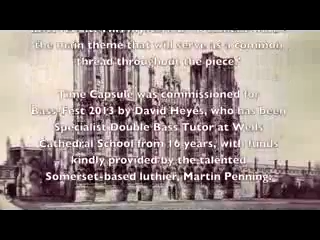 the main theme that will serve as a common
thread throughout the piece."
Time Capsule was commissioned for
Bass-Fest 2013 by David Heyes, who has been
Specialist Double Bass Tutor at Wells
Cathedral School from 16 years, with funds
kindly provided by the talented
Somerset-based luthier, Martin Penning.